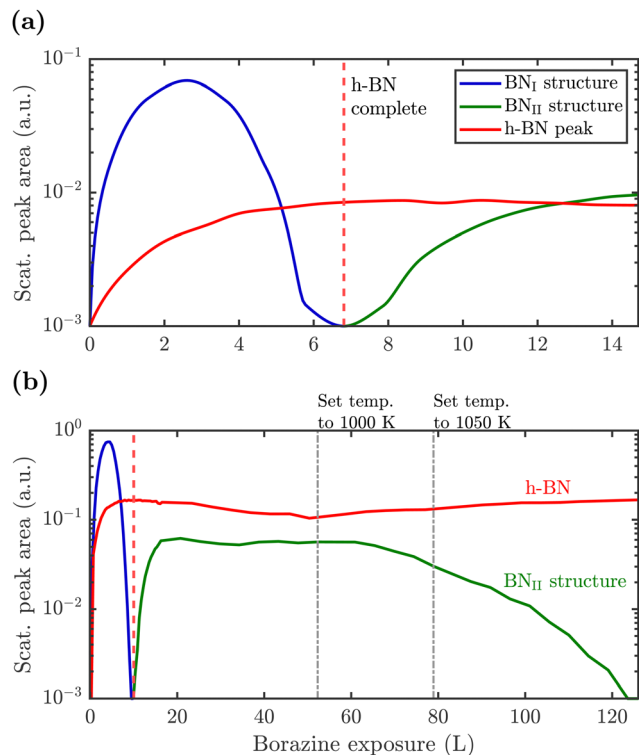 (a)
10⁻¹
10⁻²
10⁻³
Scat. peak area (a.u.)
h-BN
complete
BN_I structure
BN_II structure
h-BN peak
0 2 4 6 8 10 12 14
(b)
Set temp.
to 1000 K
Set temp.
to 1050 K
10⁰
10⁻¹
10⁻²
10⁻³
Scat. peak area (a.u.)
h-BN
BN_II structure
0 20 40 60 80 100 120
Borazine exposure (L)